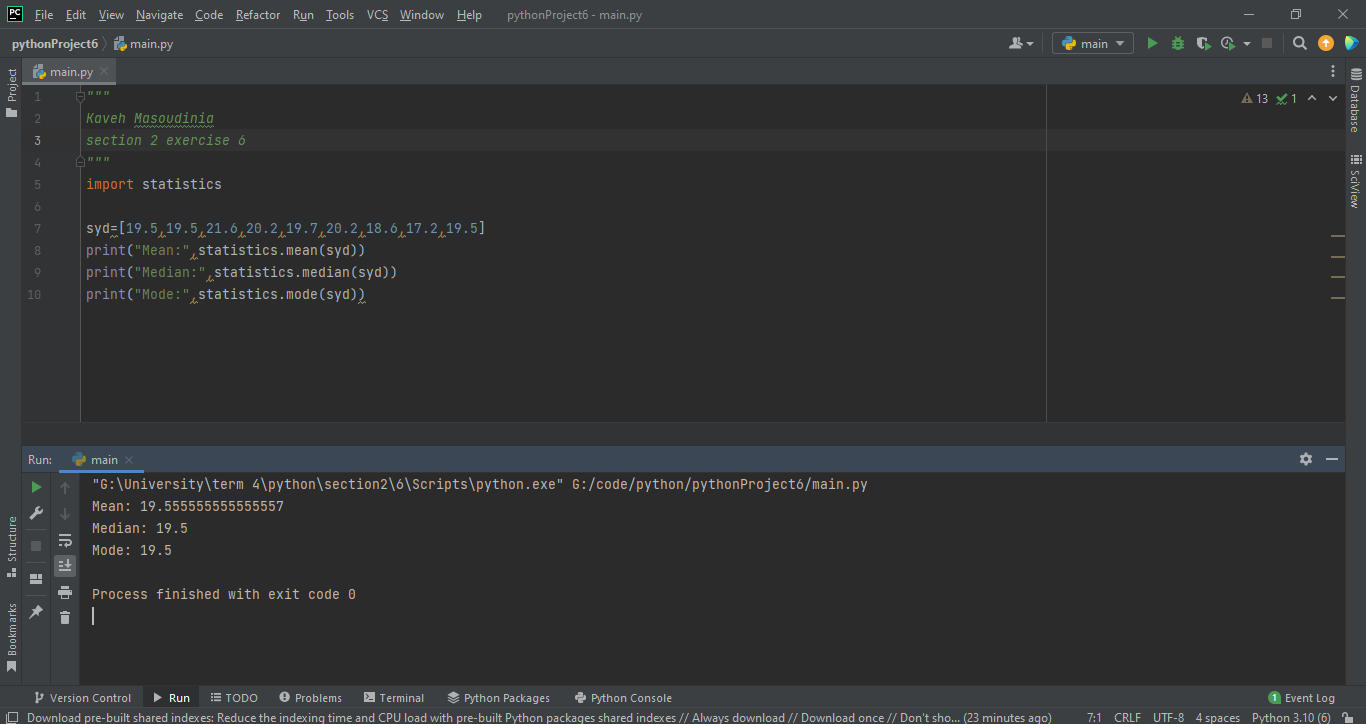 PC File Edit View Navigate Code Refactor Run Tools VCS Window Help pythonProject6 - main.py
pythonProject6 main.py main
main.py
Project
Database
SciView
Structure
Bookmarks
13 1
1 """
2 Kaveh Masoudinia
3 section 2 exercise 6
4 """
5 import statistics
6
7 syd=[19.5,19.5,21.6,20.2,19.7,20.2,18.6,17.2,19.5]
8 print("Mean:",statistics.mean(syd))
9 print("Median:",statistics.median(syd))
10 print("Mode:",statistics.mode(syd))
Run: main
"G:\University\term 4\python\section2\6\Scripts\python.exe" G:/code/python/pythonProject6/main.py
Mean: 19.555555555555557
Median: 19.5
Mode: 19.5
Process finished with exit code 0
Version Control Run TODO Problems Terminal Python Packages Python Console 1 Event Log
Download pre-built shared indexes: Reduce the indexing time and CPU load with pre-built Python packages shared indexes // Always download // Download once // Don't sho... (23 minutes ago) 7:1 CRLF UTF-8 4 spaces Python 3.10 (6)